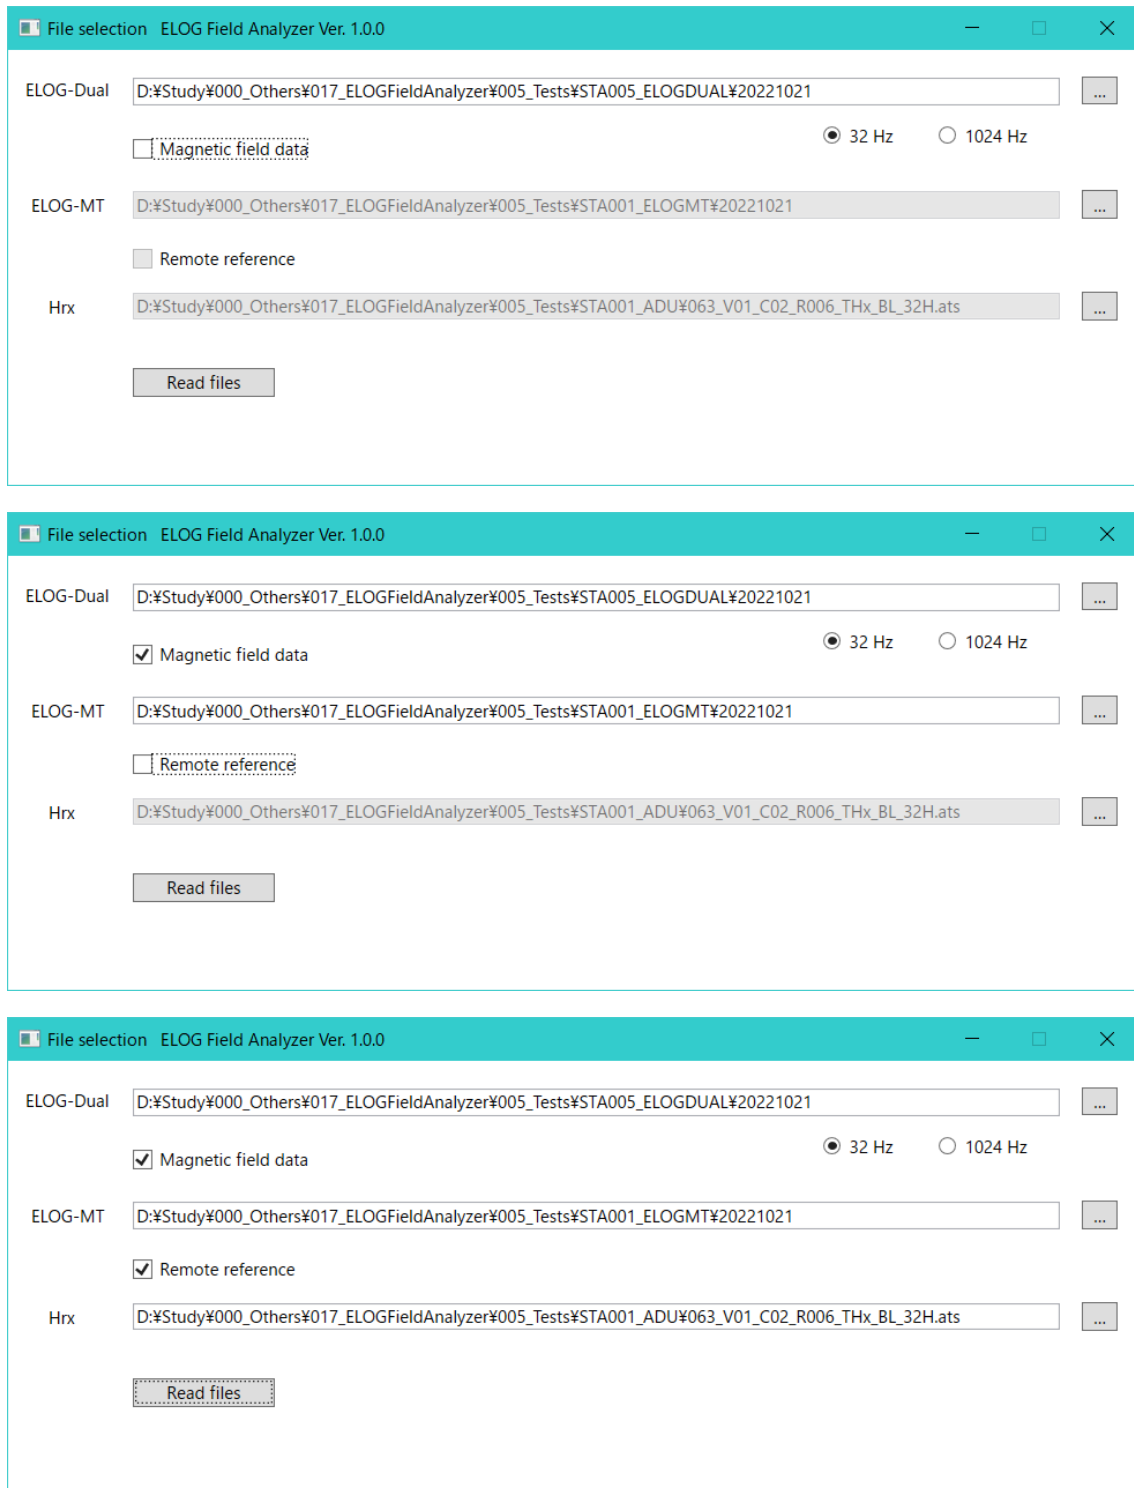 File selection   ELOG Field Analyzer Ver. 1.0.0
ELOG-Dual D:¥Study¥000_Others¥017_ELOGFieldAnalyzer¥005_Tests¥STA005_ELOGDUAL¥20221021 ...
Magnetic field data 32 Hz 1024 Hz
ELOG-MT D:¥Study¥000_Others¥017_ELOGFieldAnalyzer¥005_Tests¥STA001_ELOGMT¥20221021 ...
Remote reference
Hrx D:¥Study¥000_Others¥017_ELOGFieldAnalyzer¥005_Tests¥STA001_ADU¥063_V01_C02_R006_THx_BL_32H.ats ...
Read files
File selection   ELOG Field Analyzer Ver. 1.0.0
ELOG-Dual D:¥Study¥000_Others¥017_ELOGFieldAnalyzer¥005_Tests¥STA005_ELOGDUAL¥20221021 ...
Magnetic field data 32 Hz 1024 Hz
ELOG-MT D:¥Study¥000_Others¥017_ELOGFieldAnalyzer¥005_Tests¥STA001_ELOGMT¥20221021 ...
Remote reference
Hrx D:¥Study¥000_Others¥017_ELOGFieldAnalyzer¥005_Tests¥STA001_ADU¥063_V01_C02_R006_THx_BL_32H.ats ...
Read files
File selection   ELOG Field Analyzer Ver. 1.0.0
ELOG-Dual D:¥Study¥000_Others¥017_ELOGFieldAnalyzer¥005_Tests¥STA005_ELOGDUAL¥20221021 ...
Magnetic field data 32 Hz 1024 Hz
ELOG-MT D:¥Study¥000_Others¥017_ELOGFieldAnalyzer¥005_Tests¥STA001_ELOGMT¥20221021 ...
Remote reference
Hrx D:¥Study¥000_Others¥017_ELOGFieldAnalyzer¥005_Tests¥STA001_ADU¥063_V01_C02_R006_THx_BL_32H.ats ...
Read files